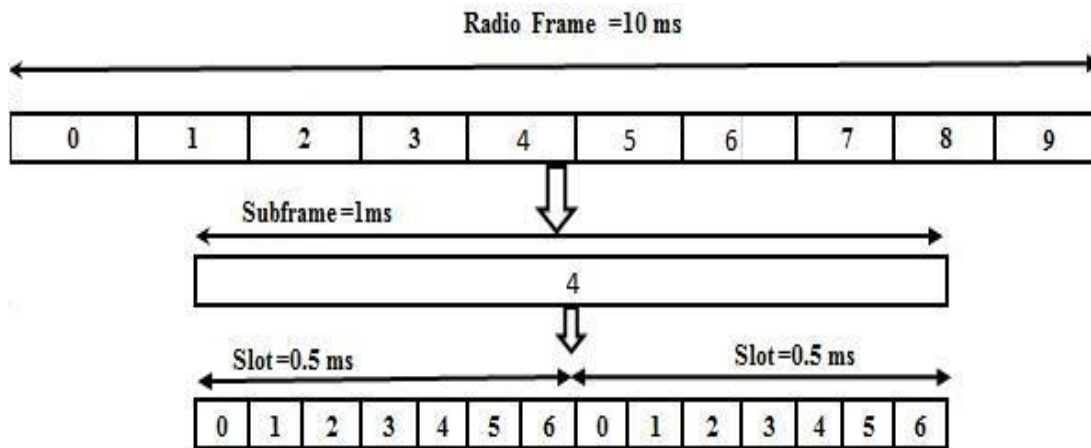 Radio Frame =10 ms
0 1 2 3 4 5 6 7 8 9
Subframe=1ms
4
Slot=0.5 ms Slot=0.5 ms
0 1 2 3 4 5 6 0 1 2 3 4 5 6